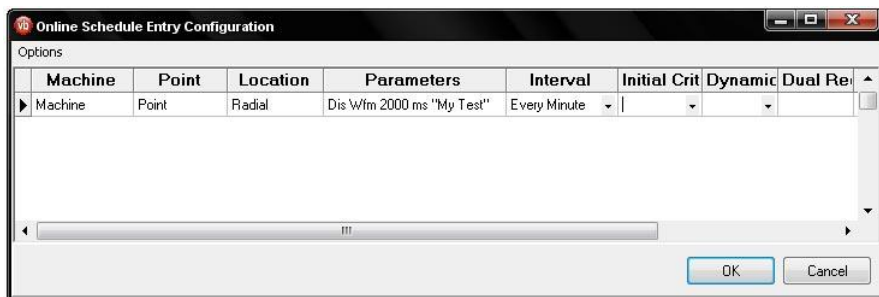 Online Schedule Entry Configuration
Options
Machine Point Location Parameters Interval Initial Crit Dynamic Dual Re
Machine Point Radial Dis Wfm 2000 ms "My Test" Every Minute
OK Cancel